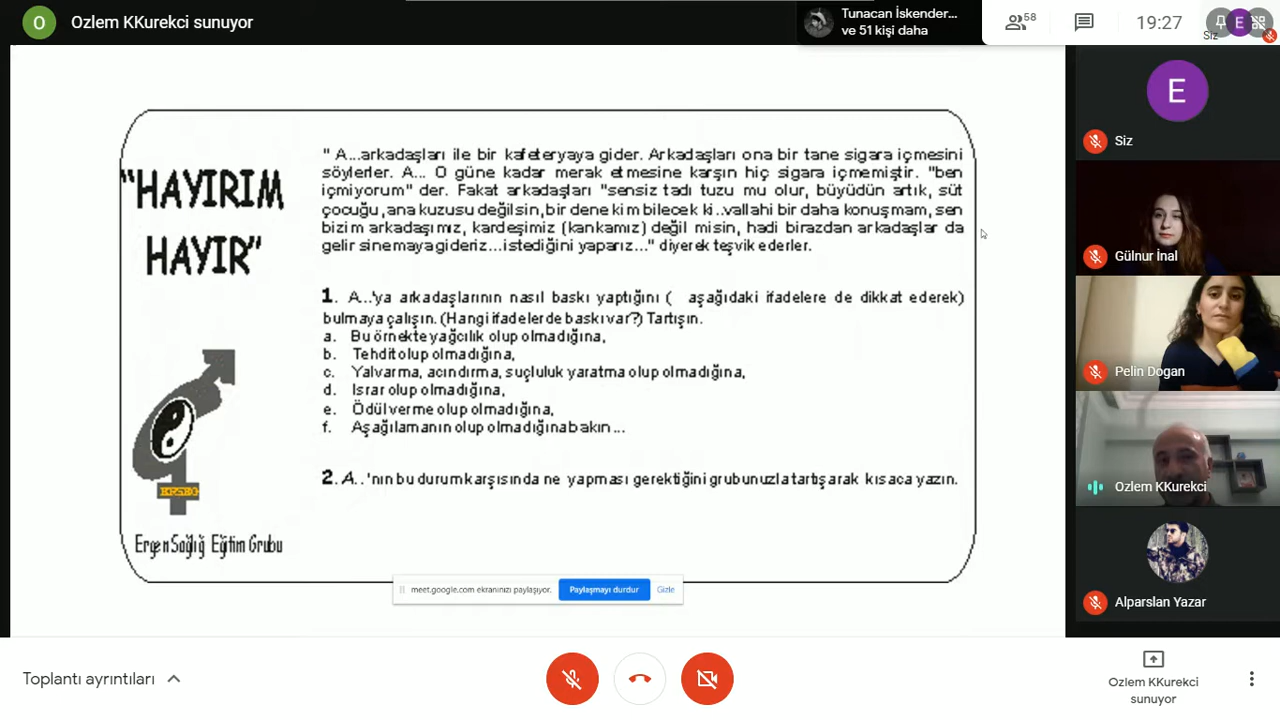 O
Ozlem KKurekci sunuyor
Tunacan İskender...
ve 51 kişi daha
58
19:27
E
Siz
"HAYIRIM
HAYIR"
" A...arkadaşları ile bir kafeteryaya gider. Arkadaşları ona bir tane sigara içmesini
söylerler. A... O güne kadar merak etmesine karşın hiç sigara içmemiştir. "ben
içmiyorum" der. Fakat arkadaşları "sensiz tadı tuzu mu olur, büyüdün artık, süt
çocuğu,ana kuzusu değilsin,bir dene kim bilecek ki..vallahi bir daha konuşmam, sen
bizim arkadaşımız, kardeşimiz (kankamız) değil misin, hadi birazdan arkadaşlar da
gelir sinemaya gideriz...istediğini yaparız..." diyerek teşvik ederler.
1. A...'ya arkadaşlarının nasıl baskı yaptığını ( aşağıdaki ifadelere de dikkat ederek)
bulmaya çalışın. (Hangi ifadelerde baskı var?) Tartışın.
a. Bu örnekte yağcılık olup olmadığına,
b. Tehdit olup olmadığına,
c. Yalvarma, acındırma, suçluluk yaratma olup olmadığına,
d. Israr olup olmadığına,
e. Ödül verme olup olmadığına,
f. Aşağılamanın olup olmadığına bakın...
2. A..'nın bu durum karşısında ne yapması gerektiğini grubunuzla tartışarak kısaca yazın.
Ergen Sağlığ Eğitim Grubu
meet.google.com ekranınızı paylaşıyor.
Paylaşmayı durdur
Gizle
E
Siz
Gülnur İnal
Pelin Dogan
Ozlem KKurekci
Alparslan Yazar
Toplantı ayrıntıları
Ozlem KKurekci
sunuyor